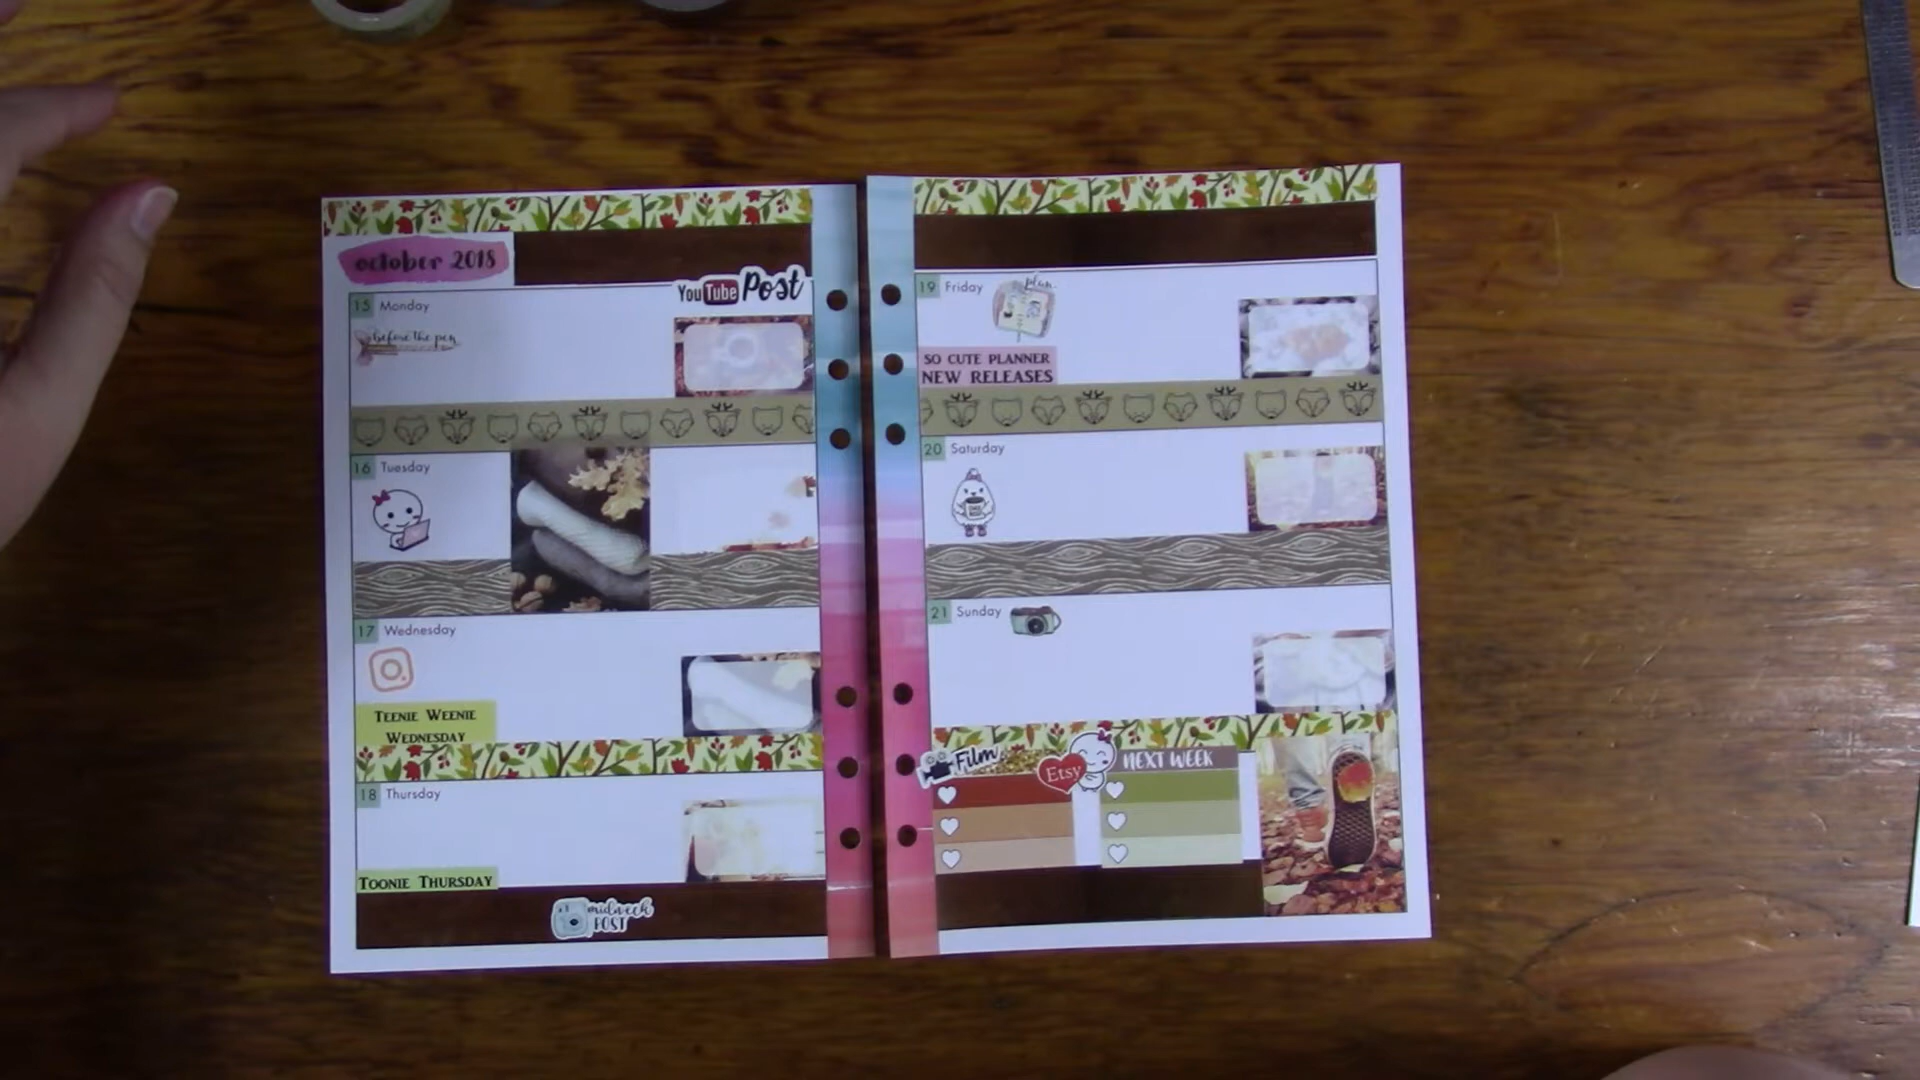 october 2018
15 Monday
YouTube Post
before the pen
16 Tuesday
17 Wednesday
TEENIE WEENIE
WEDNESDAY
18 Thursday
TOONIE THURSDAY
midweek
POST
19 Friday
plan
SO CUTE PLANNER
NEW RELEASES
20 Saturday
21 Sunday
Film
Etsy
NEXT WEEK